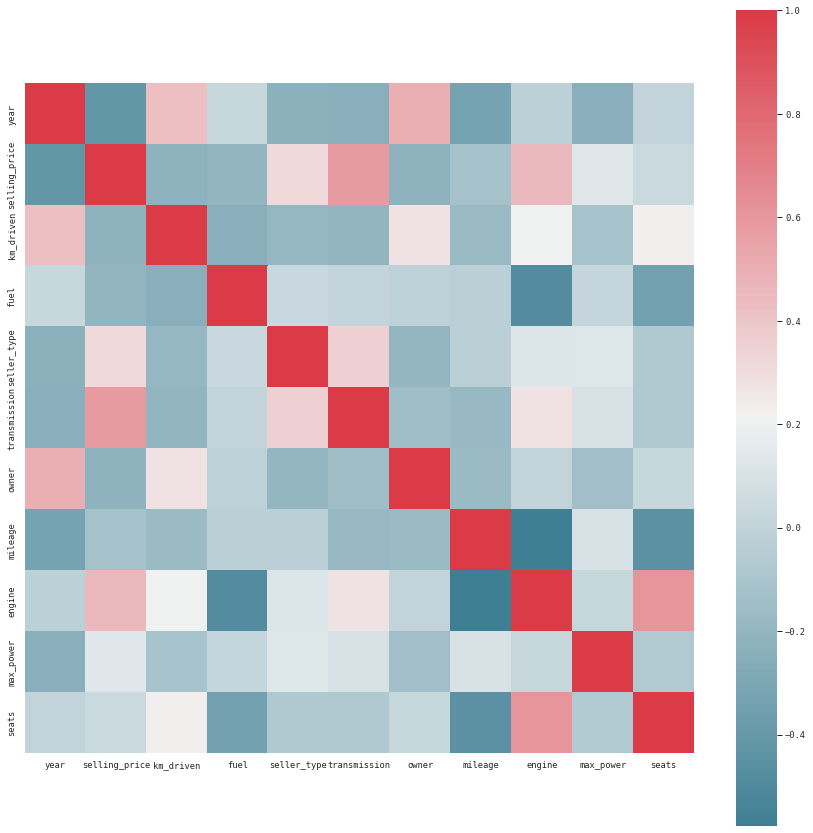 year
selling_price
km_driven
fuel
seller_type
transmission
owner
mileage
engine
max_power
seats
year selling_price km_driven fuel seller_type transmission owner mileage engine max_power seats
1.0
0.8
0.6
0.4
0.2
0.0
−0.2
−0.4